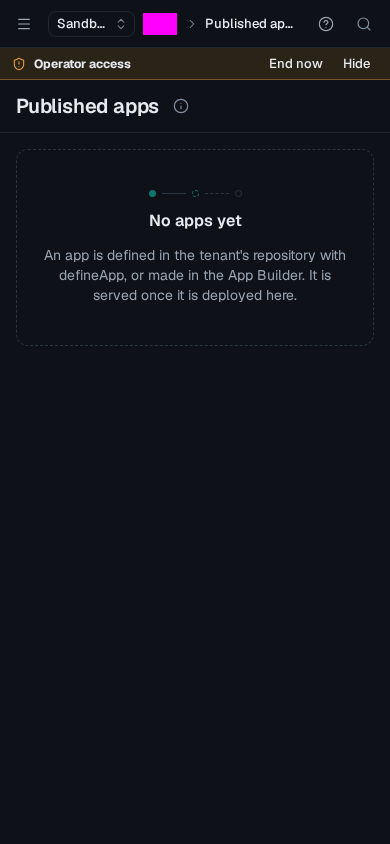 Sandb...
Published ap...
Operator access
End now
Hide
Published apps
No apps yet
An app is defined in the tenant's repository with
defineApp, or made in the App Builder. It is
served once it is deployed here.